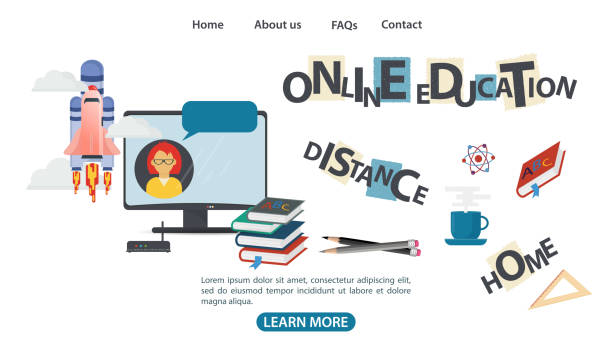 Home About us FAQs Contact
ONLINE EDUCATION
DISTANCE
ABC
ABC
HOME
Lorem ipsum dolor sit amet, consectetur adipiscing elit, sed do eiusmod tempor incididunt ut labore et dolore magna aliqua.
LEARN MORE